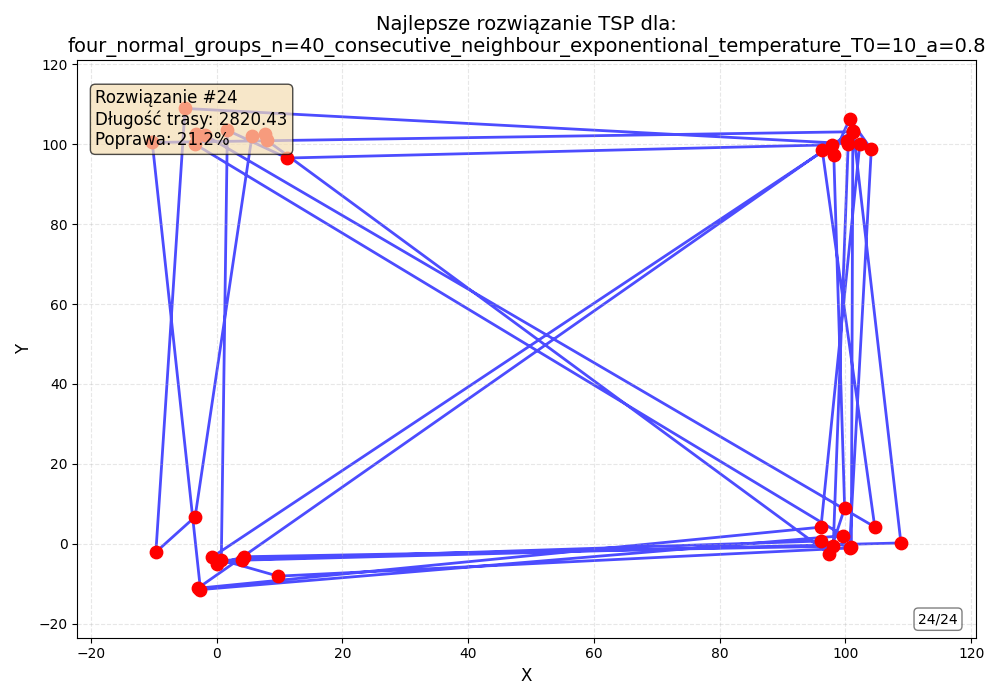 Najlepsze rozwiązanie TSP dla:
four_normal_groups_n=40_consecutive_neighbour_exponential_temperature_T0=10_a=0.8
Rozwiązanie #24
Długość trasy: 2820.43
Poprawa: 21.2%
120
100
80
60
40
20
0
−20
Y
24/24
−20
0
20
40
60
80
100
120
X